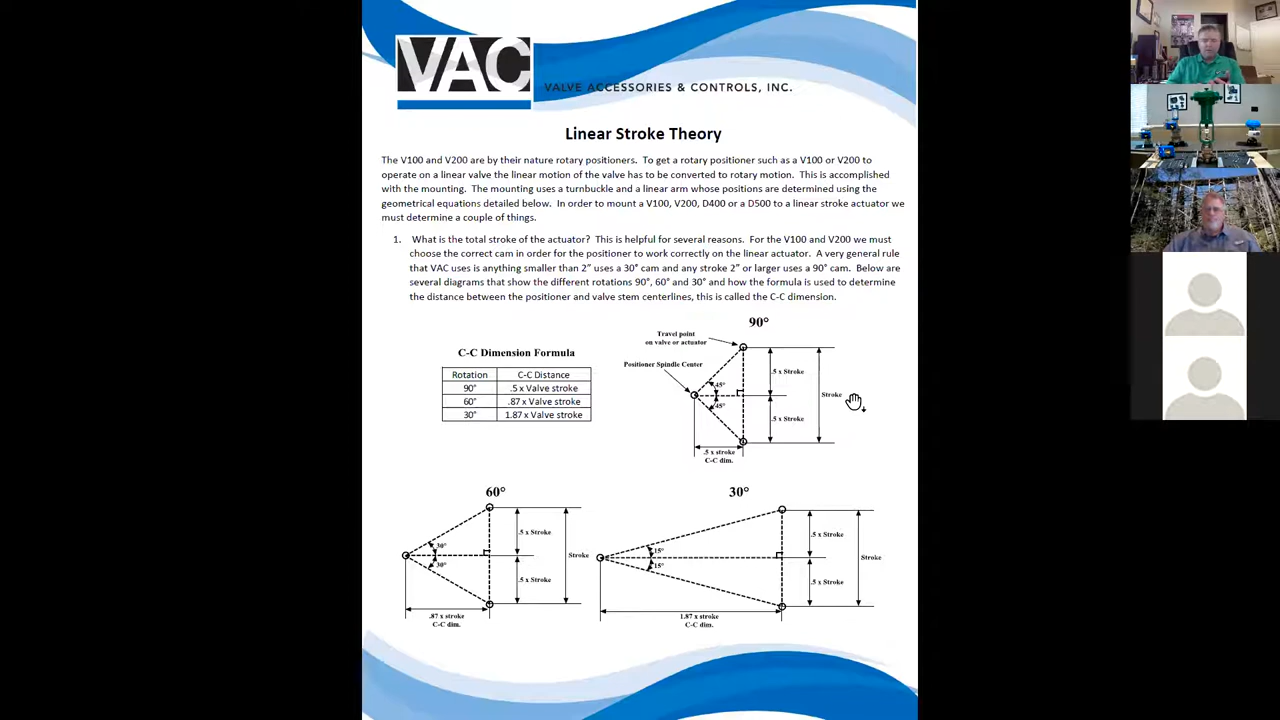 VAC
VALVE ACCESSORIES & CONTROLS, INC.
Linear Stroke Theory
The V100 and V200 are by their nature rotary positioners. To get a rotary positioner such as a V100 or V200 to
operate on a linear valve the linear motion of the valve has to be converted to rotary motion. This is accomplished
with the mounting. The mounting uses a turnbuckle and a linear arm whose positions are determined using the
geometrical equations detailed below. In order to mount a V100, V200, D400 or a D500 to a linear stroke actuator we
must determine a couple of things.
1. What is the total stroke of the actuator? This is helpful for several reasons. For the V100 and V200 we must
choose the correct cam in order for the positioner to work correctly on the linear actuator. A very general rule
that VAC uses is anything smaller than 2” uses a 30° cam and any stroke 2” or larger uses a 90° cam. Below are
several diagrams that show the different rotations 90°, 60° and 30° and how the formula is used to determine
the distance between the positioner and valve stem centerlines, this is called the C-C dimension.
C-C Dimension Formula
Rotation C-C Distance
90° .5 x Valve stroke
60° .87 x Valve stroke
30° 1.87 x Valve stroke
90°
Travel point
on valve or actuator
Positioner Spindle Center
45°
45°
.5 x Stroke
.5 x Stroke
Stroke
.5 x stroke
C-C dim.
60°
30°
30°
.5 x Stroke
.5 x Stroke
Stroke
.87 x stroke
C-C dim.
30°
15°
15°
.5 x Stroke
.5 x Stroke
Stroke
1.87 x stroke
C-C dim.